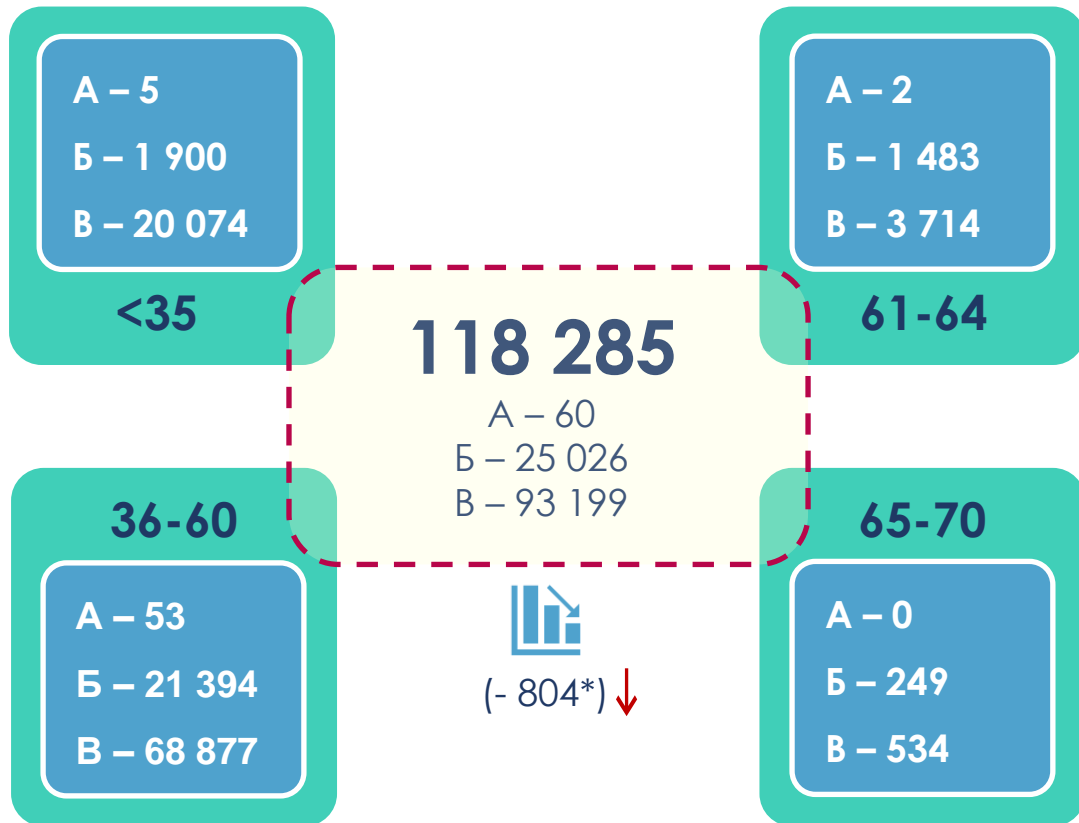 А – 5
Б – 1 900
В – 20 074
<35
А – 2
Б – 1 483
В – 3 714
61-64
118 285
А – 60
Б – 25 026
В – 93 199
36-60
А – 53
Б – 21 394
В – 68 877
65-70
А – 0
Б – 249
В – 534
(- 804*)